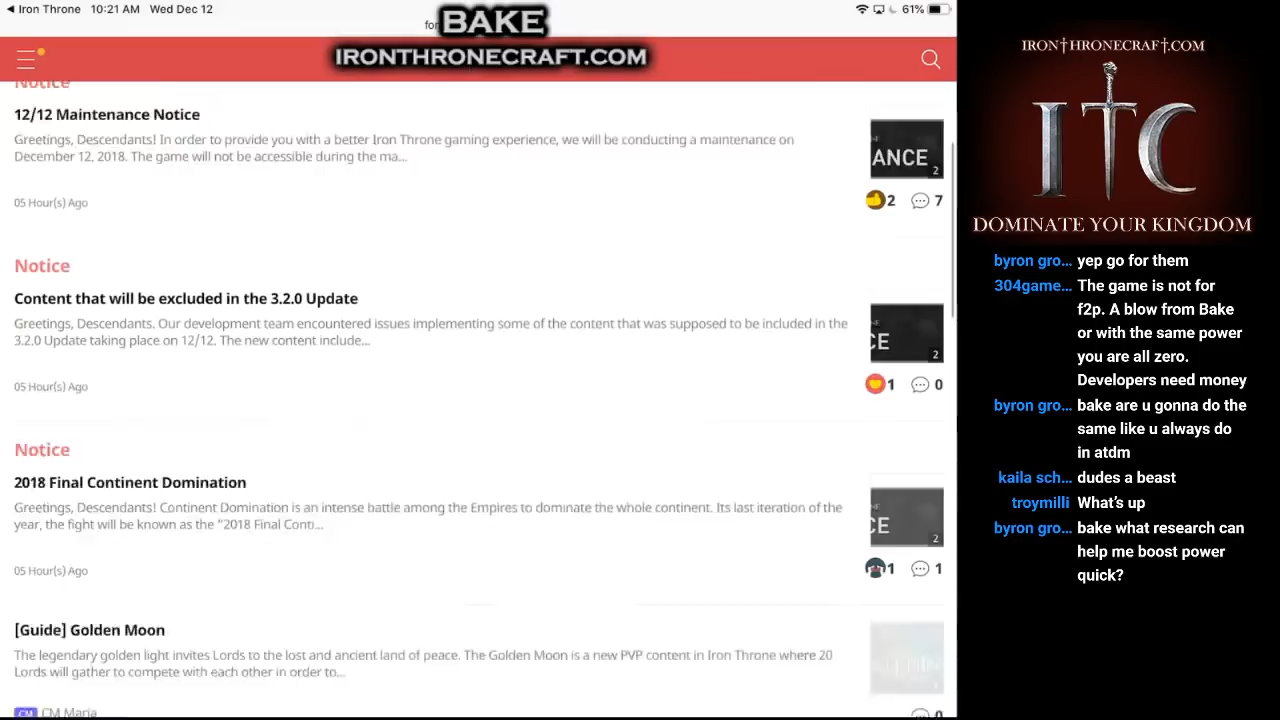 Iron Throne 10:21 AM Wed Dec 12
61%
for
BAKE
IRONTHRONECRAFT.COM
Notice
12/12 Maintenance Notice
Greetings, Descendants! In order to provide you with a better Iron Throne gaming experience, we will be conducting a maintenance on
December 12, 2018. The game will not be accessible during the ma...
ANCE
2
05 Hour(s) Ago
2
7
Notice
Content that will be excluded in the 3.2.0 Update
Greetings, Descendants. Our development team encountered issues implementing some of the content that was supposed to be included in the
3.2.0 Update taking place on 12/12. The new content include...
CE
2
05 Hour(s) Ago
1
0
Notice
2018 Final Continent Domination
Greetings, Descendants! Continent Domination is an intense battle among the Empires to dominate the whole continent. Its last iteration of the
year, the fight will be known as the "2018 Final Conti...
CE
2
05 Hour(s) Ago
1
1
[Guide] Golden Moon
The legendary golden light invites Lords to the lost and ancient land of peace. The Golden Moon is a new PVP content in Iron Throne where 20
Lords will gather to compete with each other in order to...
CM CM Maria
0
IRONTHRONECRAFT.COM
ITC
DOMINATE YOUR KINGDOM
byron gro... yep go for them
304game... The game is not for
f2p. A blow from Bake
or with the same power
you are all zero.
Developers need money
byron gro... bake are u gonna do the
same like u always do
in atdm
kaila sch... dudes a beast
troymilli What's up
byron gro... bake what research can
help me boost power
quick?